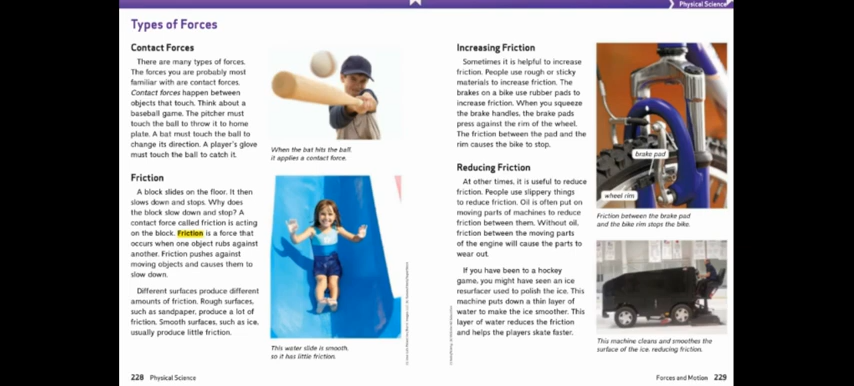 Physical Science
Types of Forces
Contact Forces
There are many types of forces.
The forces you are probably most
familiar with are contact forces.
Contact forces happen between
objects that touch. Think about a
baseball game. The pitcher must
touch the ball to throw it to home
plate. A bat must touch the ball to
change its direction. A player's glove
must touch the ball to catch it.
When the bat hits the ball,
it applies a contact force.
Friction
A block slides on the floor. It then
slows down and stops. Why does
the block slow down and stop? A
contact force called friction is acting
on the block. Friction is a force that
occurs when one object rubs against
another. Friction pushes against
moving objects and causes them to
slow down.
Different surfaces produce different
amounts of friction. Rough surfaces,
such as sandpaper, produce a lot of
friction. Smooth surfaces, such as ice,
usually produce little friction.
This water slide is smooth,
so it has little friction.
228 Physical Science
Increasing Friction
Sometimes it is helpful to increase
friction. People use rough or sticky
materials to increase friction. The
brakes on a bike use rubber pads to
increase friction. When you squeeze
the brake handles, the brake pads
press against the rim of the wheel.
The friction between the pad and the
rim causes the bike to stop.
brake pad
wheel rim
Friction between the brake pad
and the bike rim stops the bike.
Reducing Friction
At other times, it is useful to reduce
friction. People use slippery things
to reduce friction. Oil is often put on
moving parts of machines to reduce
friction between them. Without oil,
friction between the moving parts
of the engine will cause the parts to
wear out.
If you have been to a hockey
game, you might have seen an ice
resurfacer used to polish the ice. This
machine puts down a thin layer of
water to make the ice smoother. This
layer of water reduces the friction
and helps the players skate faster.
This machine cleans and smoothes the
surface of the ice, reducing friction.
Forces and Motion 229